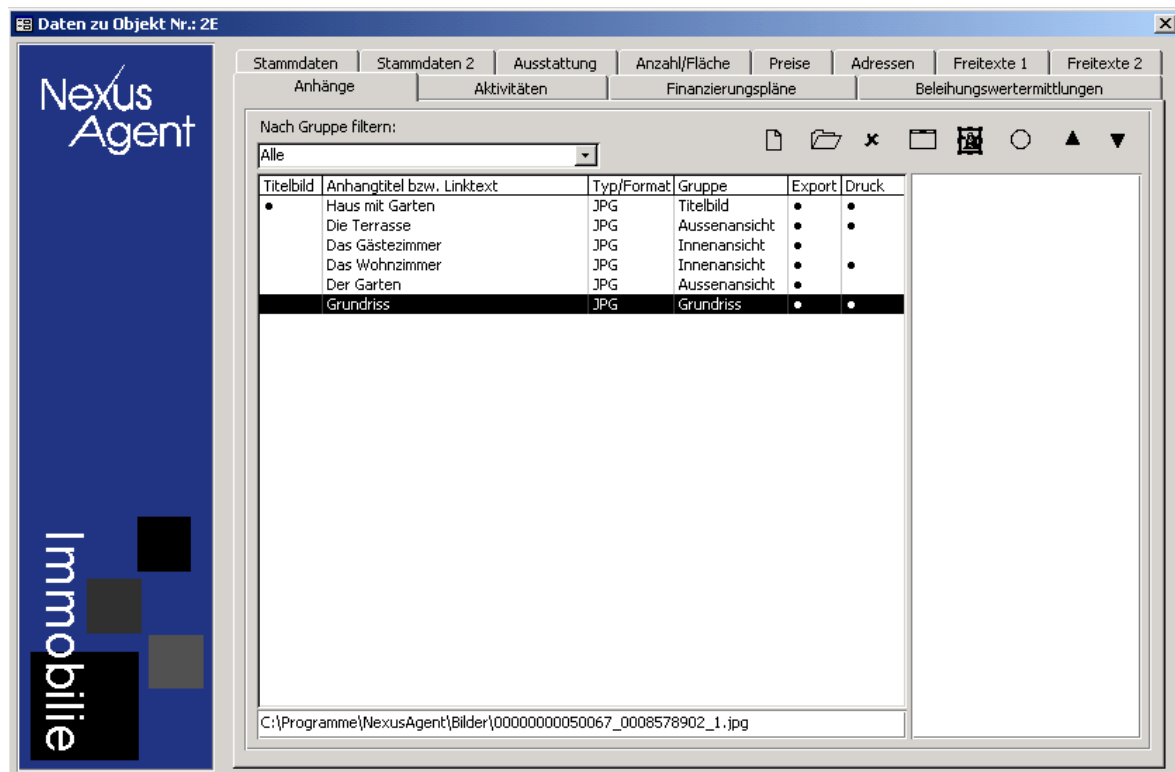 Daten zu Objekt Nr.: 2E
Nexus
Agent
Immobilie
Stammdaten Stammdaten 2 Ausstattung Anzahl/Fläche Preise Adressen Freitexte 1 Freitexte 2
Anhänge Aktivitäten Finanzierungspläne Beleihungswertermittlungen
Nach Gruppe filtern:
Alle
Titelbild Anhangtitel bzw. Linktext Typ/Format Gruppe Export Druck
● Haus mit Garten JPG Titelbild ● ●
Die Terrasse JPG Aussenansicht ● ●
Das Gästezimmer JPG Innenansicht ●
Das Wohnzimmer JPG Innenansicht ● ●
Der Garten JPG Aussenansicht ●
Grundriss JPG Grundriss ● ●
C:\Programme\NexusAgent\Bilder\00000000050067_0008578902_1.jpg